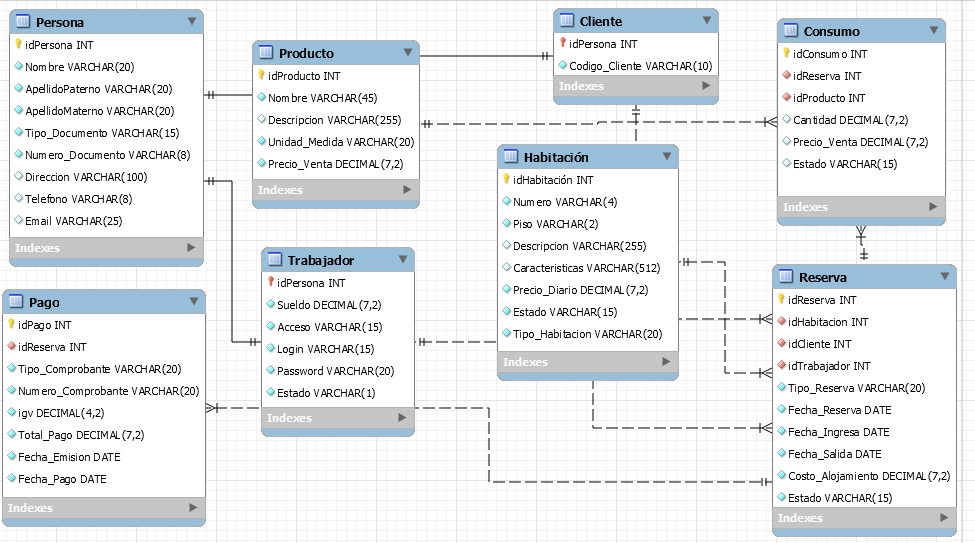 Persona
idPersona INT
Nombre VARCHAR(20)
ApellidoPaterno VARCHAR(20)
ApellidoMaterno VARCHAR(20)
Tipo_Documento VARCHAR(15)
Numero_Documento VARCHAR(8)
Direccion VARCHAR(100)
Telefono VARCHAR(8)
Email VARCHAR(25)
Indexes
Producto
idProducto INT
Nombre VARCHAR(45)
Descripcion VARCHAR(255)
Unidad_Medida VARCHAR(20)
Precio_Venta DECIMAL(7,2)
Indexes
Cliente
idPersona INT
Codigo_Cliente VARCHAR(10)
Indexes
Consumo
idConsumo INT
idReserva INT
idProducto INT
Cantidad DECIMAL(7,2)
Precio_Venta DECIMAL(7,2)
Estado VARCHAR(15)
Indexes
Habitación
idHabitación INT
Numero VARCHAR(4)
Piso VARCHAR(2)
Descripcion VARCHAR(255)
Caracteristicas VARCHAR(512)
Precio_Diario DECIMAL(7,2)
Estado VARCHAR(15)
Tipo_Habitacion VARCHAR(20)
Indexes
Trabajador
idPersona INT
Sueldo DECIMAL(7,2)
Acceso VARCHAR(15)
Login VARCHAR(15)
Password VARCHAR(20)
Estado VARCHAR(1)
Indexes
Pago
idPago INT
idReserva INT
Tipo_Comprobante VARCHAR(20)
Numero_Comprobante VARCHAR(20)
igv DECIMAL(4,2)
Total_Pago DECIMAL(7,2)
Fecha_Emision DATE
Fecha_Pago DATE
Indexes
Reserva
idReserva INT
idHabitacion INT
idCliente INT
idTrabajador INT
Tipo_Reserva VARCHAR(20)
Fecha_Reserva DATE
Fecha_Ingresa DATE
Fecha_Salida DATE
Costo_Alojamiento DECIMAL(7,2)
Estado VARCHAR(15)
Indexes